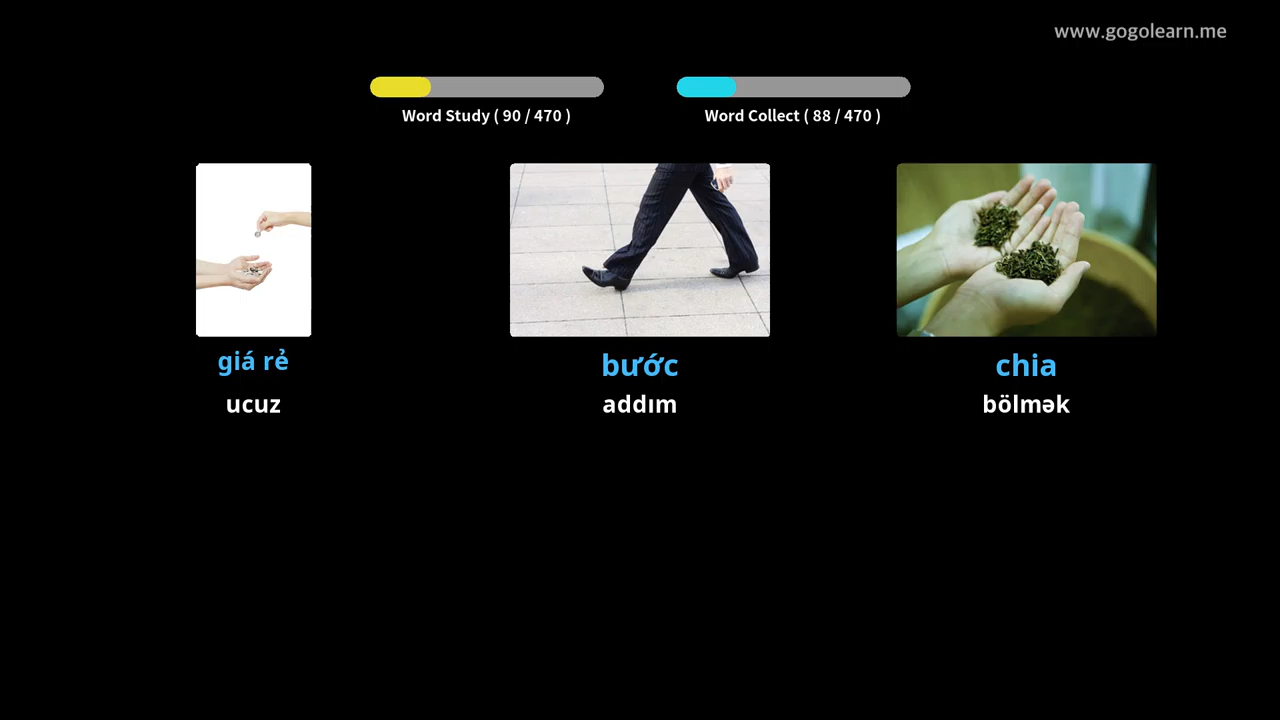 www.gogolearn.me
Word Study ( 90 / 470 )
Word Collect ( 88 / 470 )
giá rẻ
ucuz
bước
addım
chia
bölmək